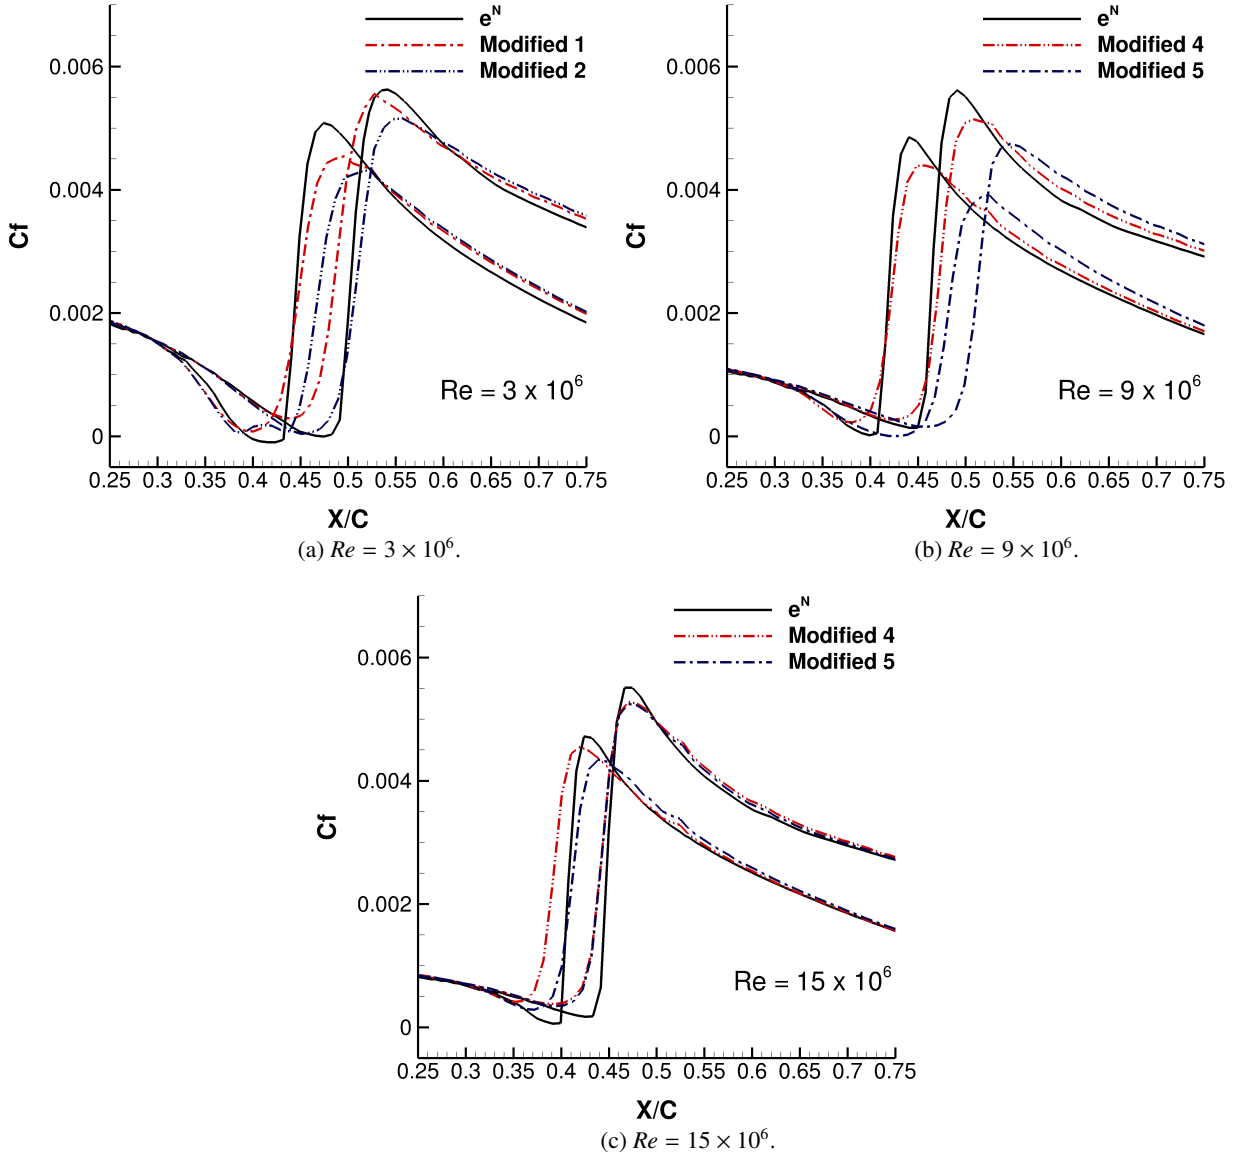 e^N
Modified 1
Modified 2
0.006
0.004
0.002
0
Cf
Re = 3 x 10^6
0.25 0.3 0.35 0.4 0.45 0.5 0.55 0.6 0.65 0.7 0.75
X/C
(a) Re = 3 × 10^6.
e^N
Modified 4
Modified 5
0.006
0.004
0.002
0
Cf
Re = 9 x 10^6
0.25 0.3 0.35 0.4 0.45 0.5 0.55 0.6 0.65 0.7 0.75
X/C
(b) Re = 9 × 10^6.
e^N
Modified 4
Modified 5
0.006
0.004
0.002
0
Cf
Re = 15 x 10^6
0.25 0.3 0.35 0.4 0.45 0.5 0.55 0.6 0.65 0.7 0.75
X/C
(c) Re = 15 × 10^6.